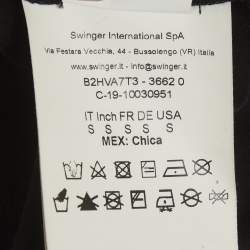 Swinger International SpA
Via Festara Vecchia, 44 - Bussolengo (VR) Italia
www.swinger.it - info@swinger.it
B2HVA7T3 - 3662 0
C-19-10030951
IT Inch FR DE USA
S S S S S
MEX: Chica